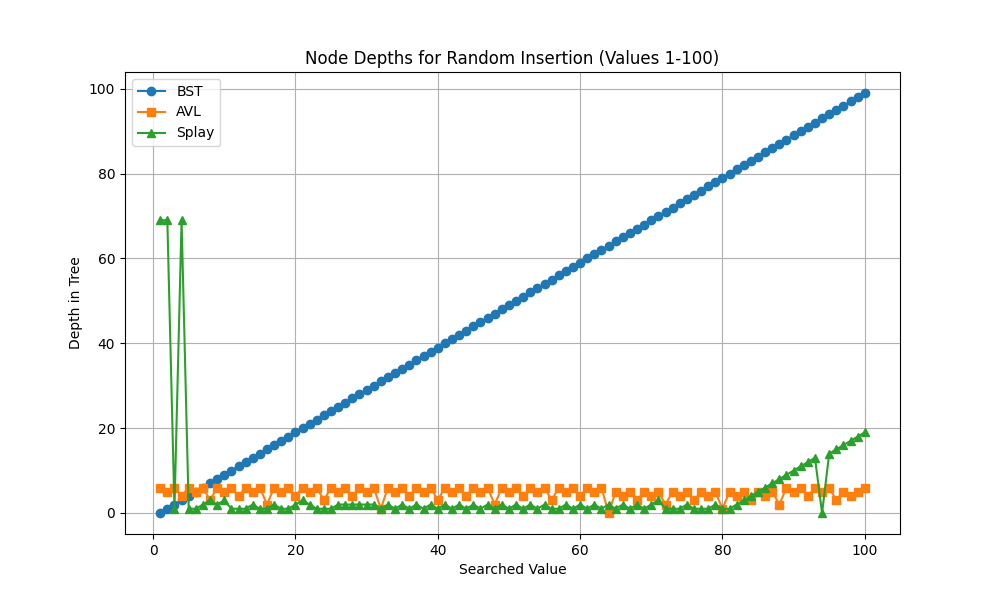 Node Depths for Random Insertion (Values 1-100)
BST
AVL
Splay
Depth in Tree
100
80
60
40
20
0
0 20 40 60 80 100
Searched Value